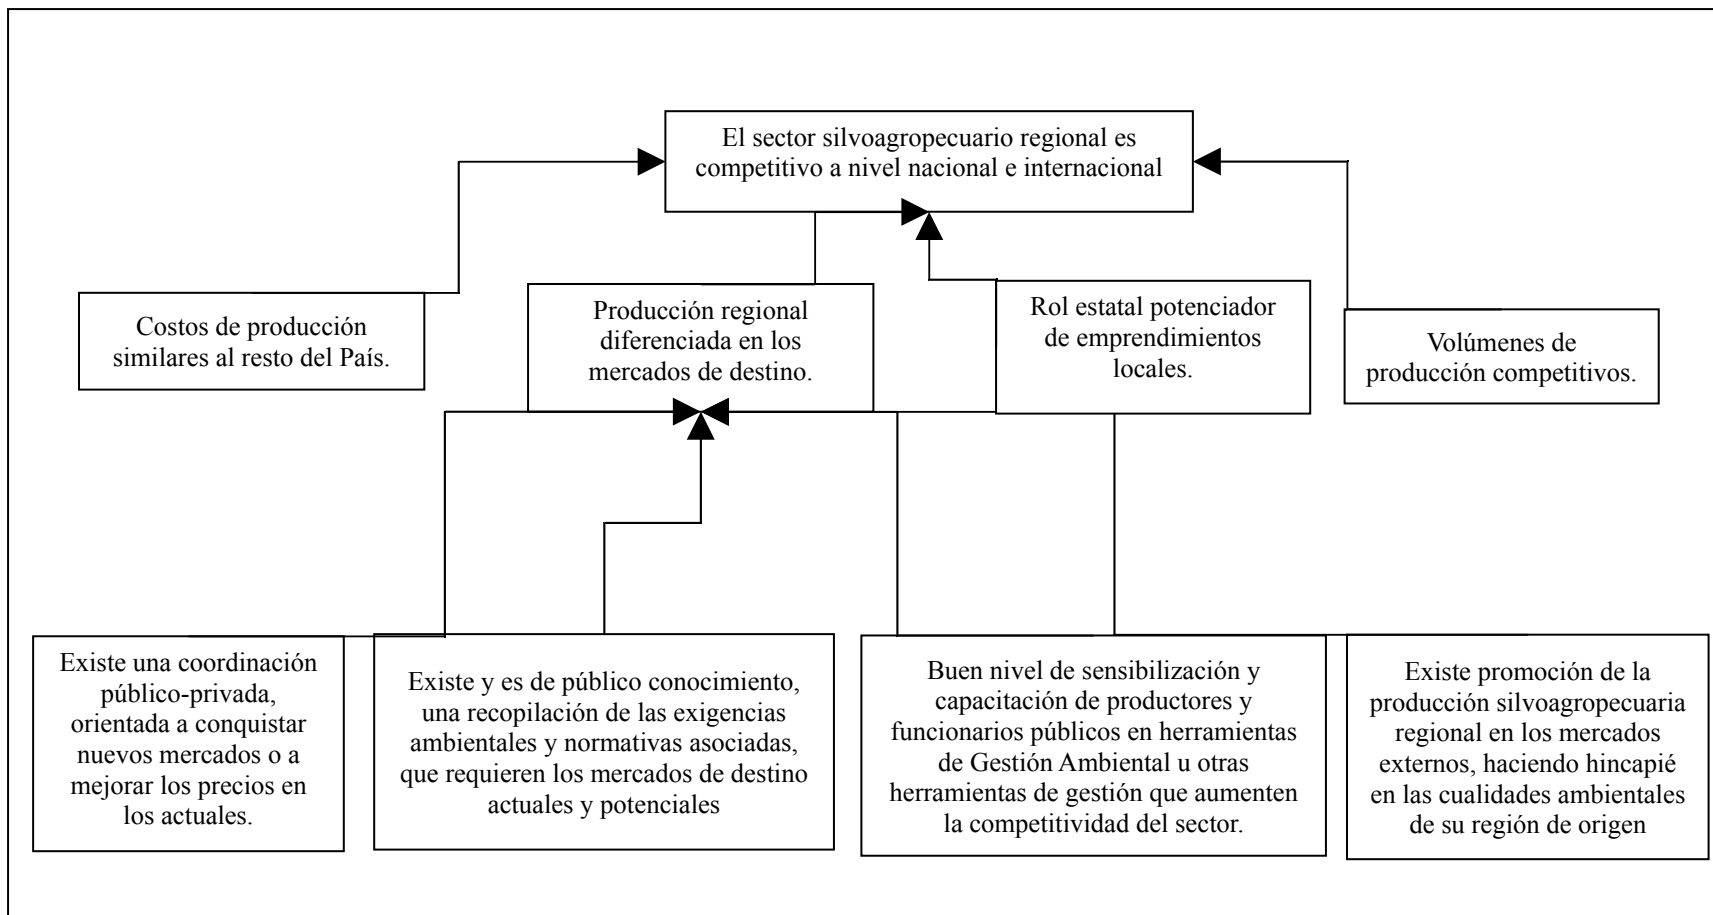 El sector silvoagropecuario regional es
competitivo a nivel nacional e internacional
Costos de producción
similares al resto del País.
Producción regional
diferenciada en los
mercados de destino.
Rol estatal potenciador
de emprendimientos
locales.
Volúmenes de
producción competitivos.
Existe una coordinación
público-privada,
orientada a conquistar
nuevos mercados o a
mejorar los precios en
los actuales.
Existe y es de público conocimiento,
una recopilación de las exigencias
ambientales y normativas asociadas,
que requieren los mercados de destino
actuales y potenciales
Buen nivel de sensibilización y
capacitación de productores y
funcionarios públicos en herramientas
de Gestión Ambiental u otras
herramientas de gestión que aumenten
la competitividad del sector.
Existe promoción de la
producción silvoagropecuaria
regional en los mercados
externos, haciendo hincapié
en las cualidades ambientales
de su región de origen